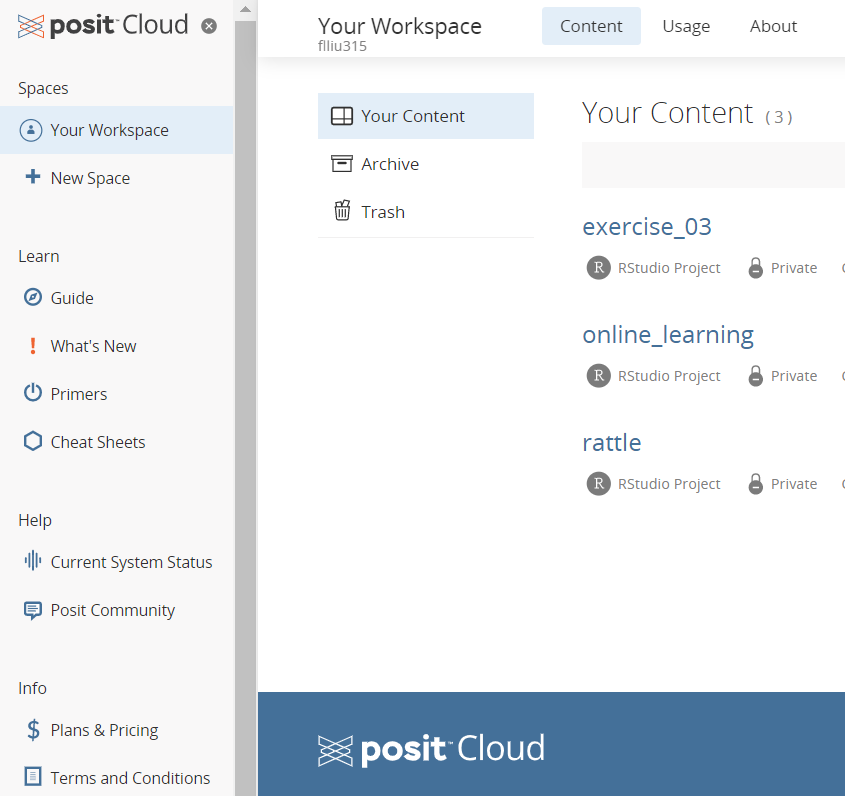 posit™ Cloud
Spaces
Your Workspace
New Space
Learn
Guide
What's New
Primers
Cheat Sheets
Help
Current System Status
Posit Community
Info
Plans & Pricing
Terms and Conditions
Your Workspace
flliu315
Content Usage About
Your Content
Archive
Trash
Your Content (3)
exercise_03
R RStudio Project Private
online_learning
R RStudio Project Private
rattle
R RStudio Project Private
posit™ Cloud